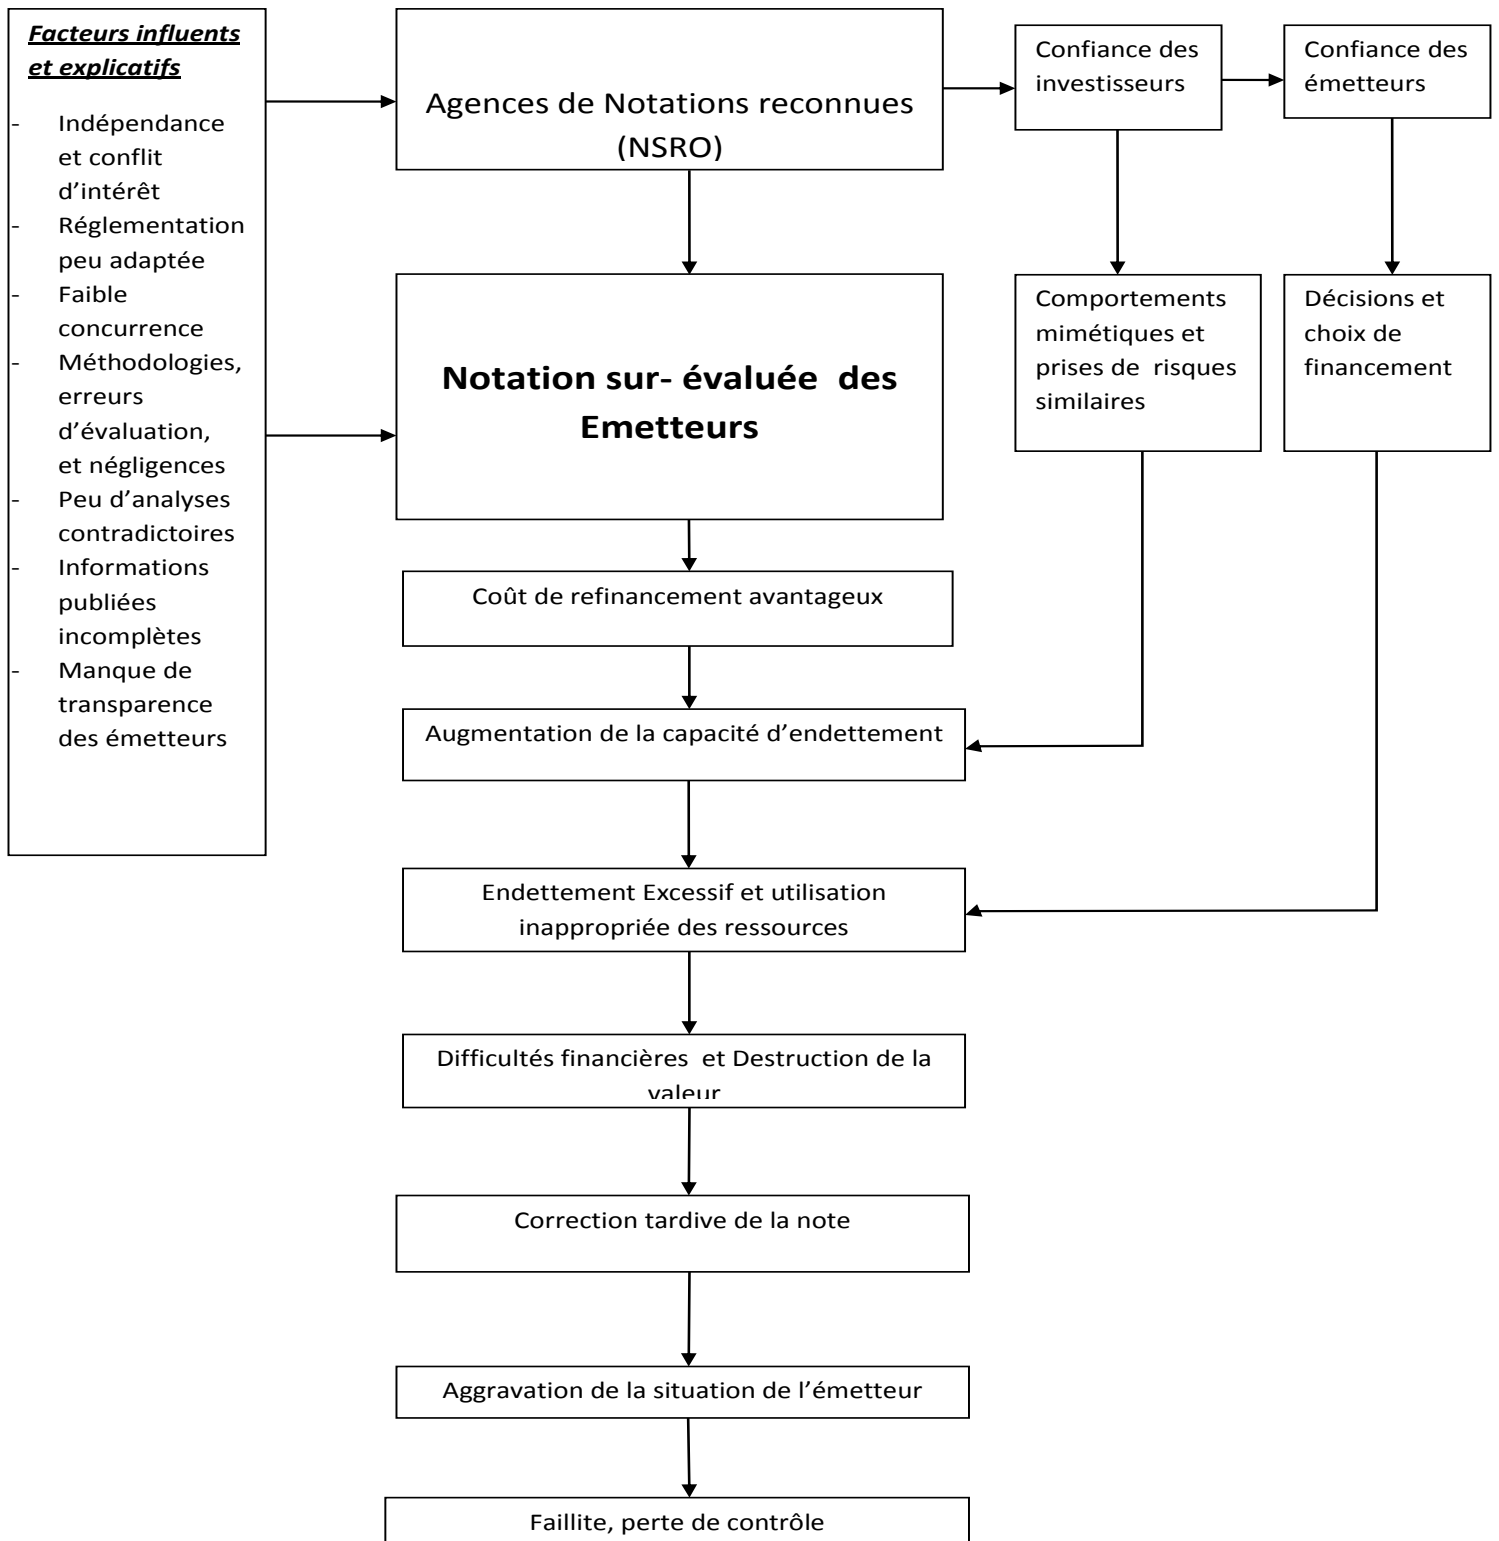 Facteurs influents
et explicatifs
- Indépendance
et conflit
d’intérêt
- Réglementation
peu adaptée
- Faible
concurrence
- Méthodologies,
erreurs
d’évaluation,
et négligences
- Peu d’analyses
contradictoires
- Informations
publiées
incomplètes
- Manque de
transparence
des émetteurs
Agences de Notations reconnues
(NSRO)
Confiance des
investisseurs
Confiance des
émetteurs
Notation sur- évaluée des
Emetteurs
Comportements
mimétiques et
prises de risques
similaires
Décisions et
choix de
financement
Coût de refinancement avantageux
Augmentation de la capacité d’endettement
Endettement Excessif et utilisation
inappropriée des ressources
Difficultés financières et Destruction de la
valeur
Correction tardive de la note
Aggravation de la situation de l’émetteur
Faillite, perte de contrôle